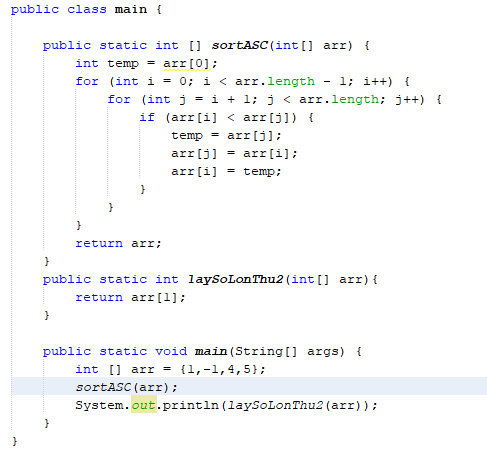 public class main {
public static int [] sortASC(int[] arr) {
int temp = arr[0];
for (int i = 0; i < arr.length - 1; i++) {
for (int j = i + 1; j < arr.length; j++) {
if (arr[i] < arr[j]) {
temp = arr[j];
arr[j] = arr[i];
arr[i] = temp;
}
}
}
return arr;
}
public static int laySoLonThu2(int[] arr){
return arr[1];
}
public static void main(String[] args) {
int [] arr = {1,-1,4,5};
sortASC(arr);
System.out.println(laySoLonThu2(arr));
}
}